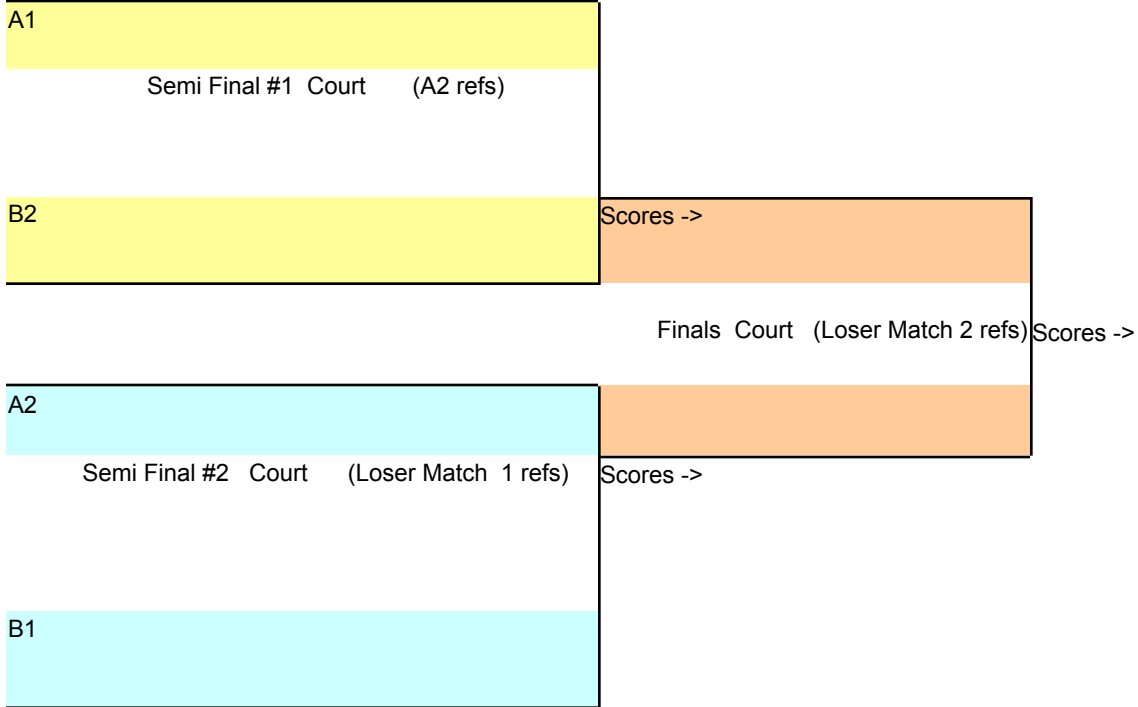 A1
Semi Final #1 Court (A2 refs)
B2
Scores ->
Finals Court (Loser Match 2 refs)
Scores ->
A2
Semi Final #2 Court (Loser Match 1 refs)
Scores ->
B1